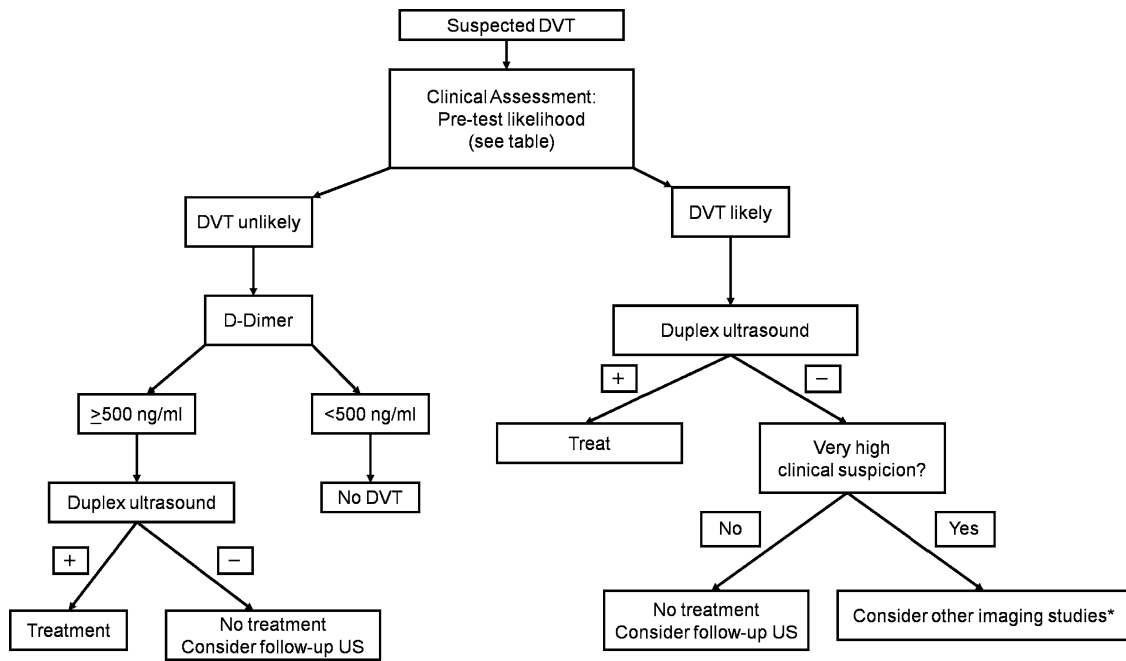 Suspected DVT
Clinical Assessment:
Pre-test likelihood
(see table)
DVT unlikely
DVT likely
D-Dimer
Duplex ultrasound
+
−
≥500 ng/ml
<500 ng/ml
Treat
Very high
clinical suspicion?
Duplex ultrasound
No DVT
No
Yes
+
−
Treatment
No treatment
Consider follow-up US
No treatment
Consider follow-up US
Consider other imaging studies*